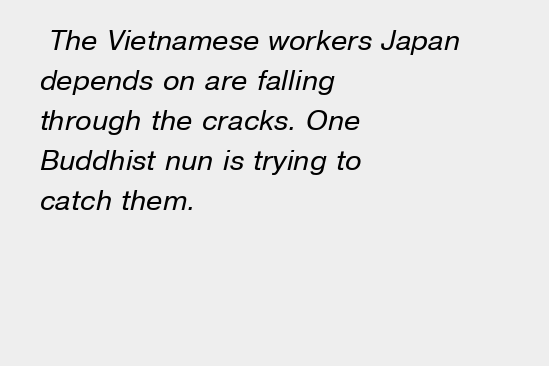 The Vietnamese workers Japan
depends on are falling
through the cracks. One
Buddhist nun is trying to
catch them.